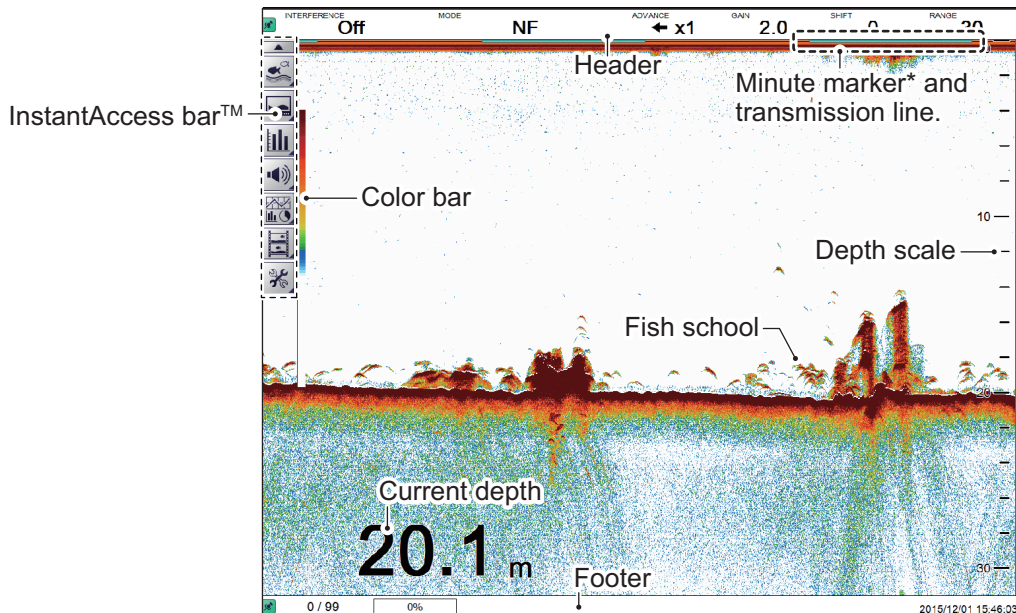 INTERFERENCE MODE ADVANCE GAIN SHIFT RANGE
Off NF x1 2.0 0 20
Header
Minute marker* and
transmission line.
InstantAccess bar™
Color bar
10
Depth scale
Fish school
20
Current depth
20.1 m
30
Footer
0 / 99 0% 2015/12/01 15:46:03